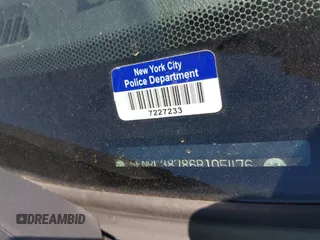 New York City
Police Department
7227233
DREAMBID